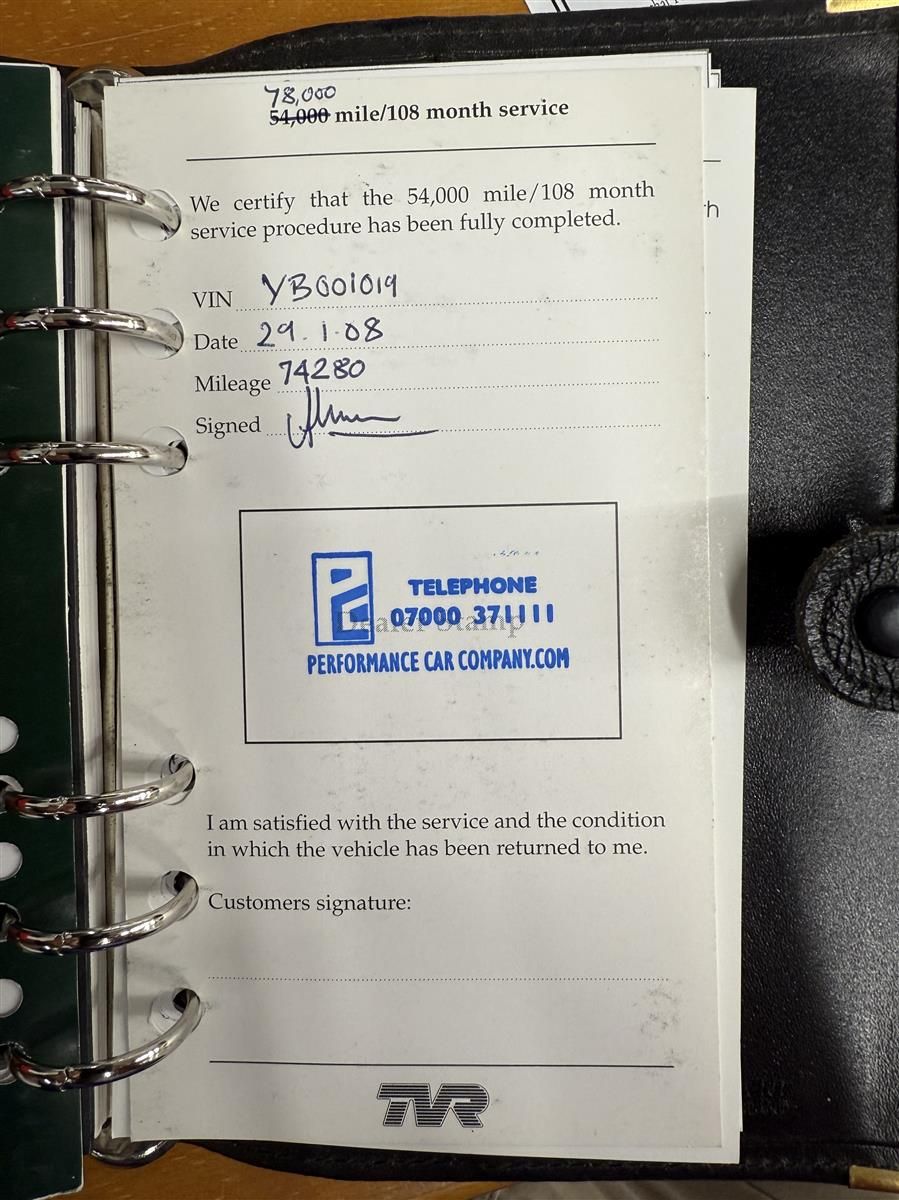 78,000
54,000 mile/108 month service
We certify that the 54,000 mile/108 month
service procedure has been fully completed.
VIN YB001019
Date 29.1.08
Mileage 74280
Signed
TELEPHONE
07000 371111
Dealer Stamp
PERFORMANCE CAR COMPANY.COM
I am satisfied with the service and the condition
in which the vehicle has been returned to me.
Customers signature:
TVR